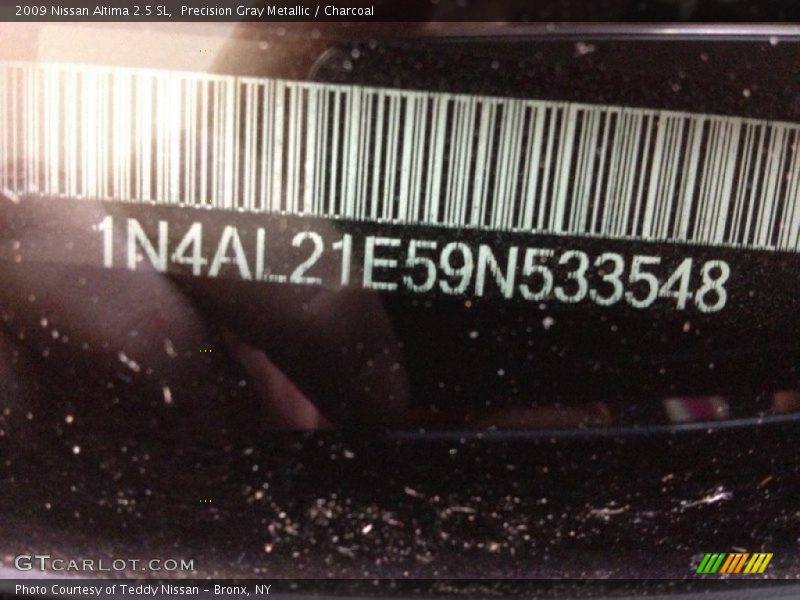 2009 Nissan Altima 2.5 SL, Precision Gray Metallic / Charcoal
1N4AL21E59N533548
GTCARLOT.COM
Photo Courtesy of Teddy Nissan - Bronx, NY